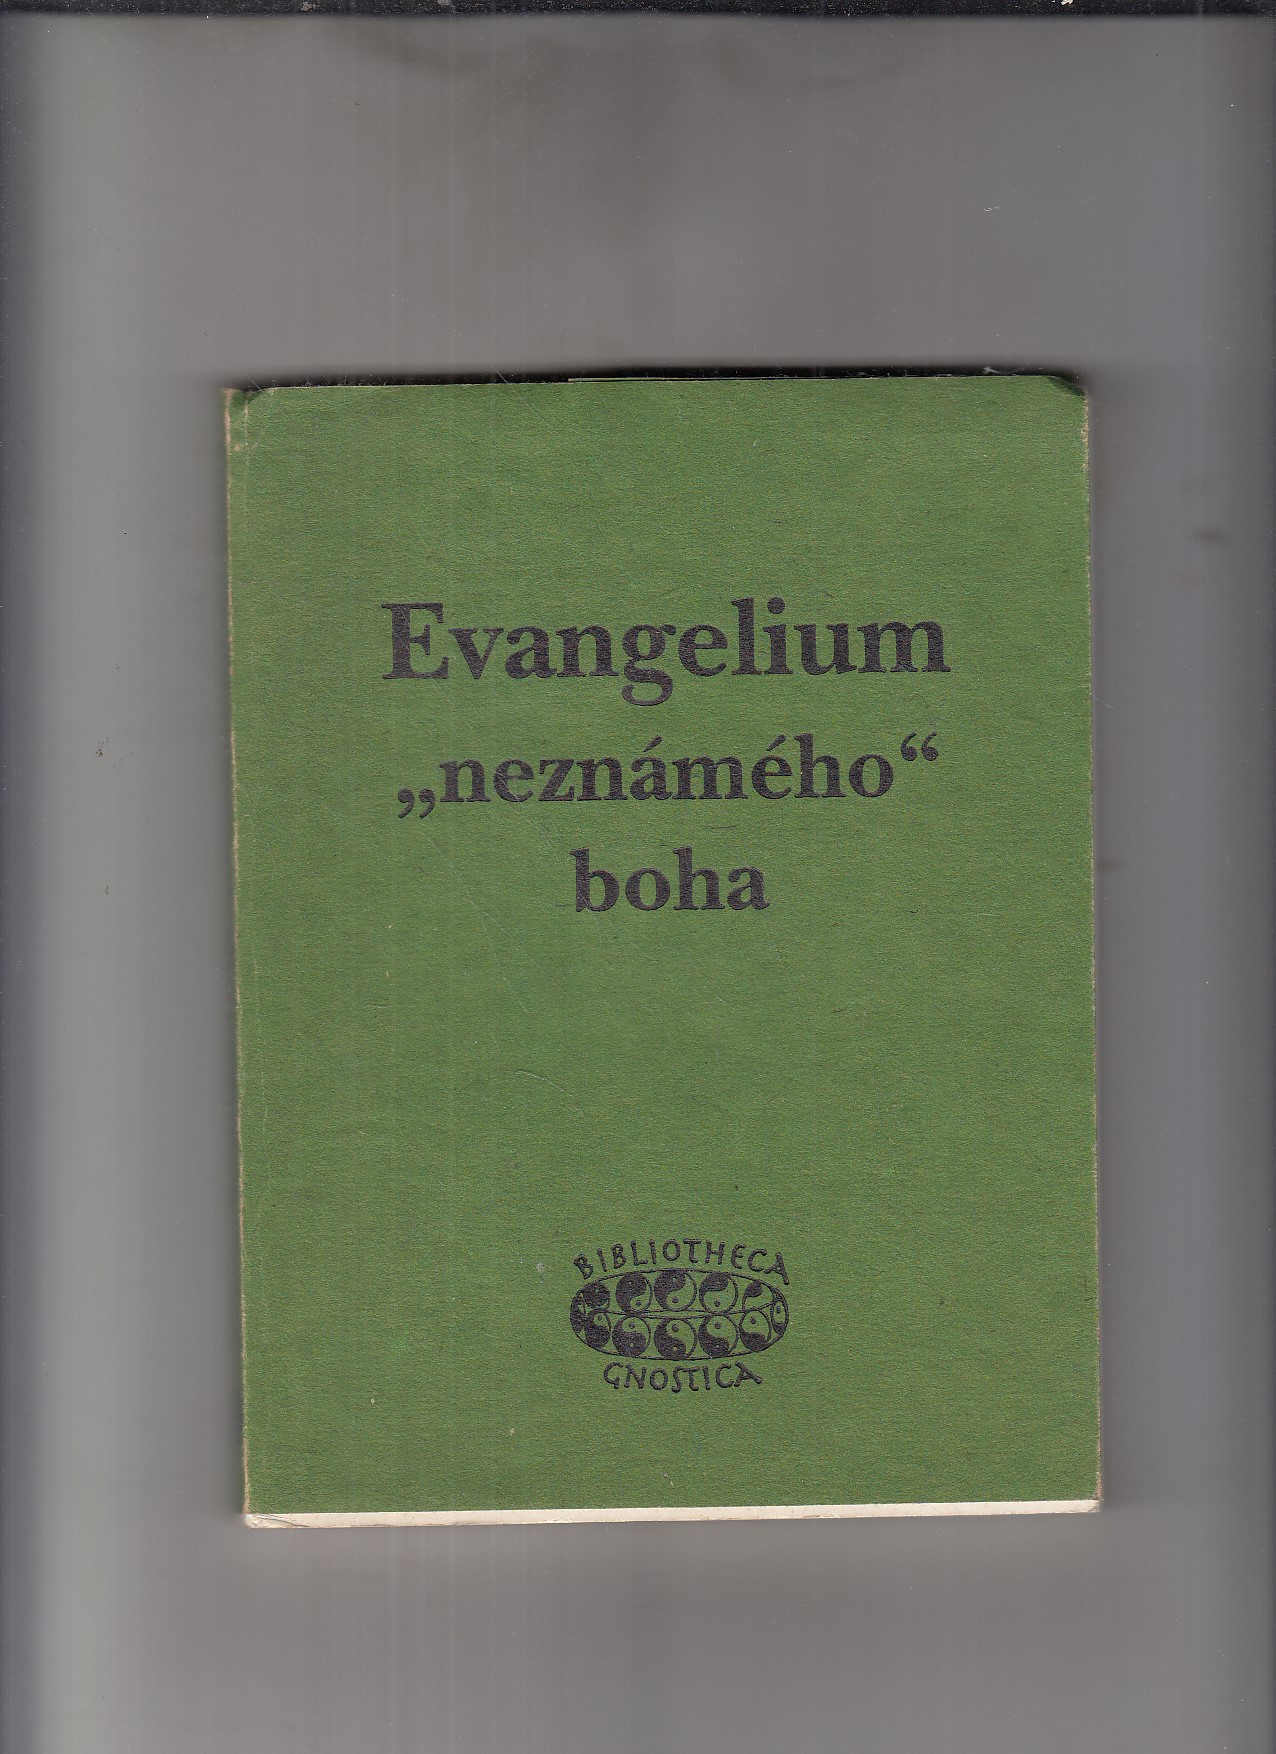 Evangelium
„neznámého“
boha
BIBLIOTHECA
GNOSTICA